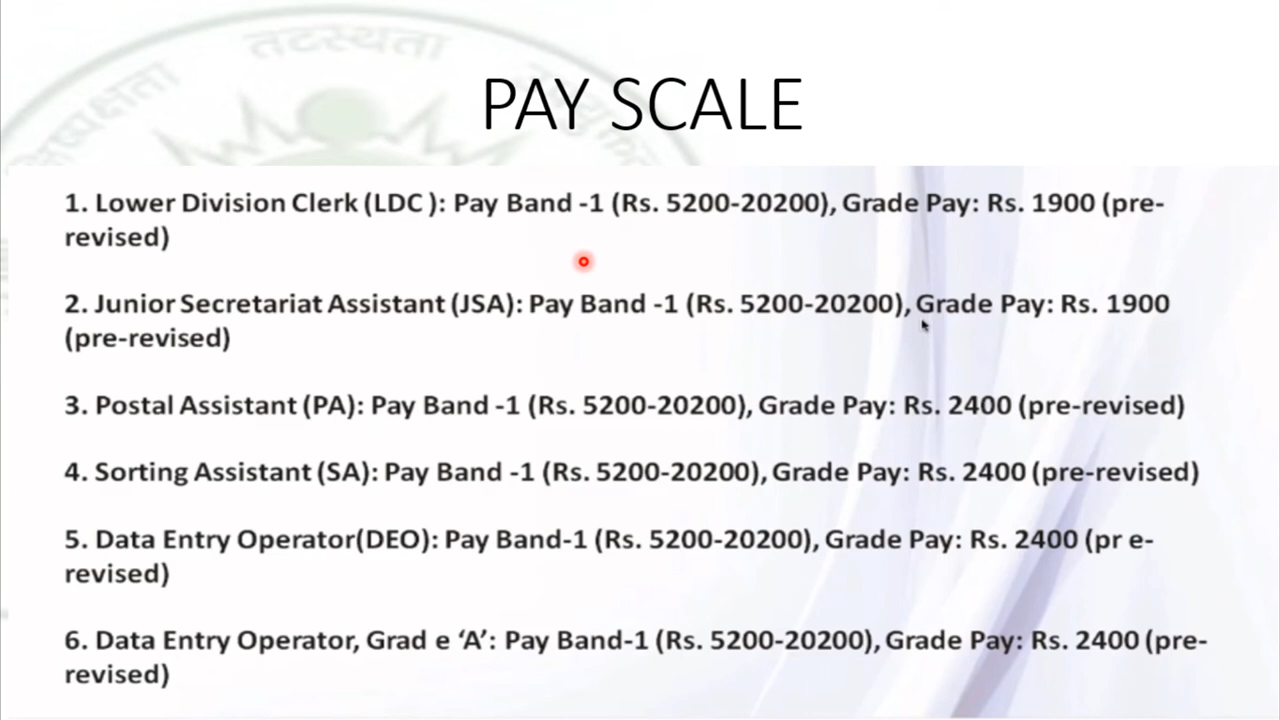 तटस्थता
निष्पक्षता
PAY SCALE
1. Lower Division Clerk (LDC ): Pay Band -1 (Rs. 5200-20200), Grade Pay: Rs. 1900 (pre-
revised)
2. Junior Secretariat Assistant (JSA): Pay Band -1 (Rs. 5200-20200), Grade Pay: Rs. 1900
(pre-revised)
3. Postal Assistant (PA): Pay Band -1 (Rs. 5200-20200), Grade Pay: Rs. 2400 (pre-revised)
4. Sorting Assistant (SA): Pay Band -1 (Rs. 5200-20200), Grade Pay: Rs. 2400 (pre-revised)
5. Data Entry Operator(DEO): Pay Band-1 (Rs. 5200-20200), Grade Pay: Rs. 2400 (pr e-
revised)
6. Data Entry Operator, Grad e ‘A’: Pay Band-1 (Rs. 5200-20200), Grade Pay: Rs. 2400 (pre-
revised)